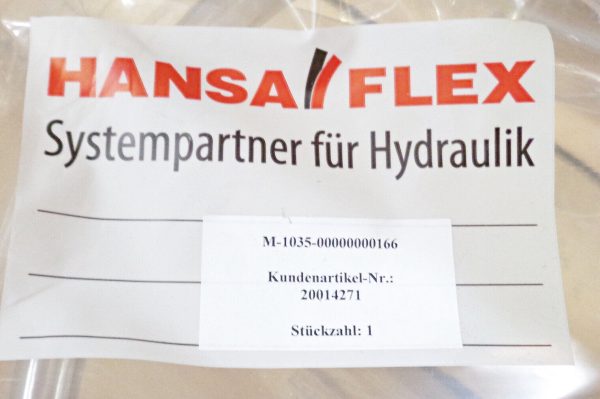 HANSA FLEX
Systempartner für Hydraulik
M-1035-00000000166
Kundenartikel-Nr.:
20014271
Stückzahl: 1